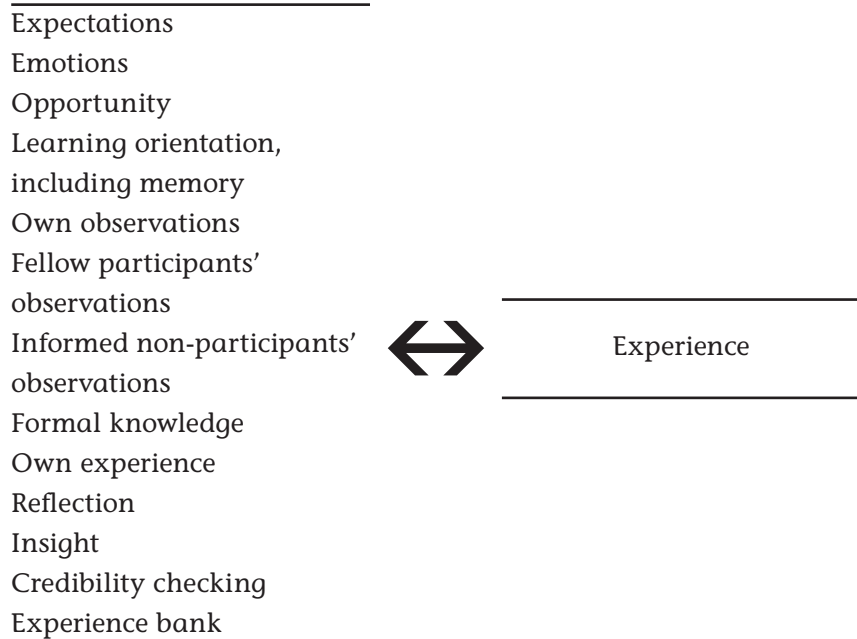 Expectations
Emotions
Opportunity
Learning orientation,
including memory
Own observations
Fellow participants’
observations
Informed non-participants’
observations
Formal knowledge
Own experience
Reflection
Insight
Credibility checking
Experience bank
Experience